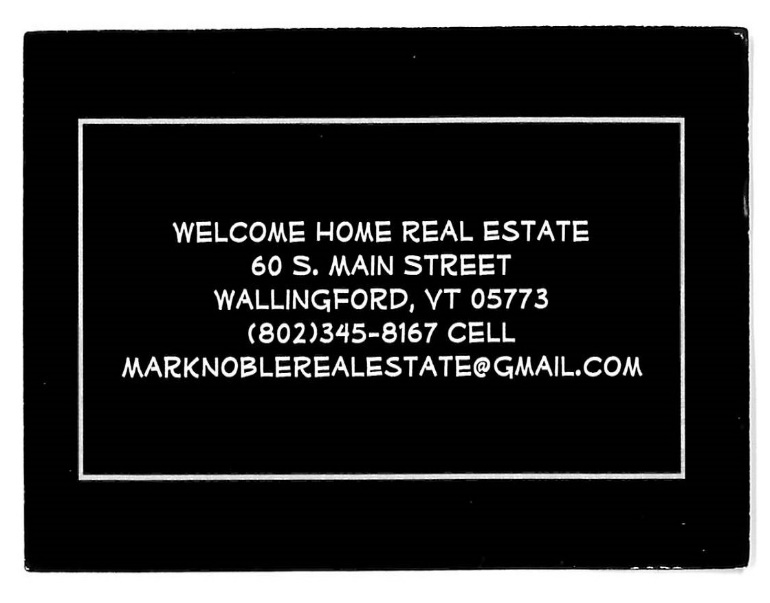 WELCOME HOME REAL ESTATE
60 S. MAIN STREET
WALLINGFORD, VT 05773
(802)345-8167 CELL
MARKNOBLEREALESTATE@GMAIL.COM